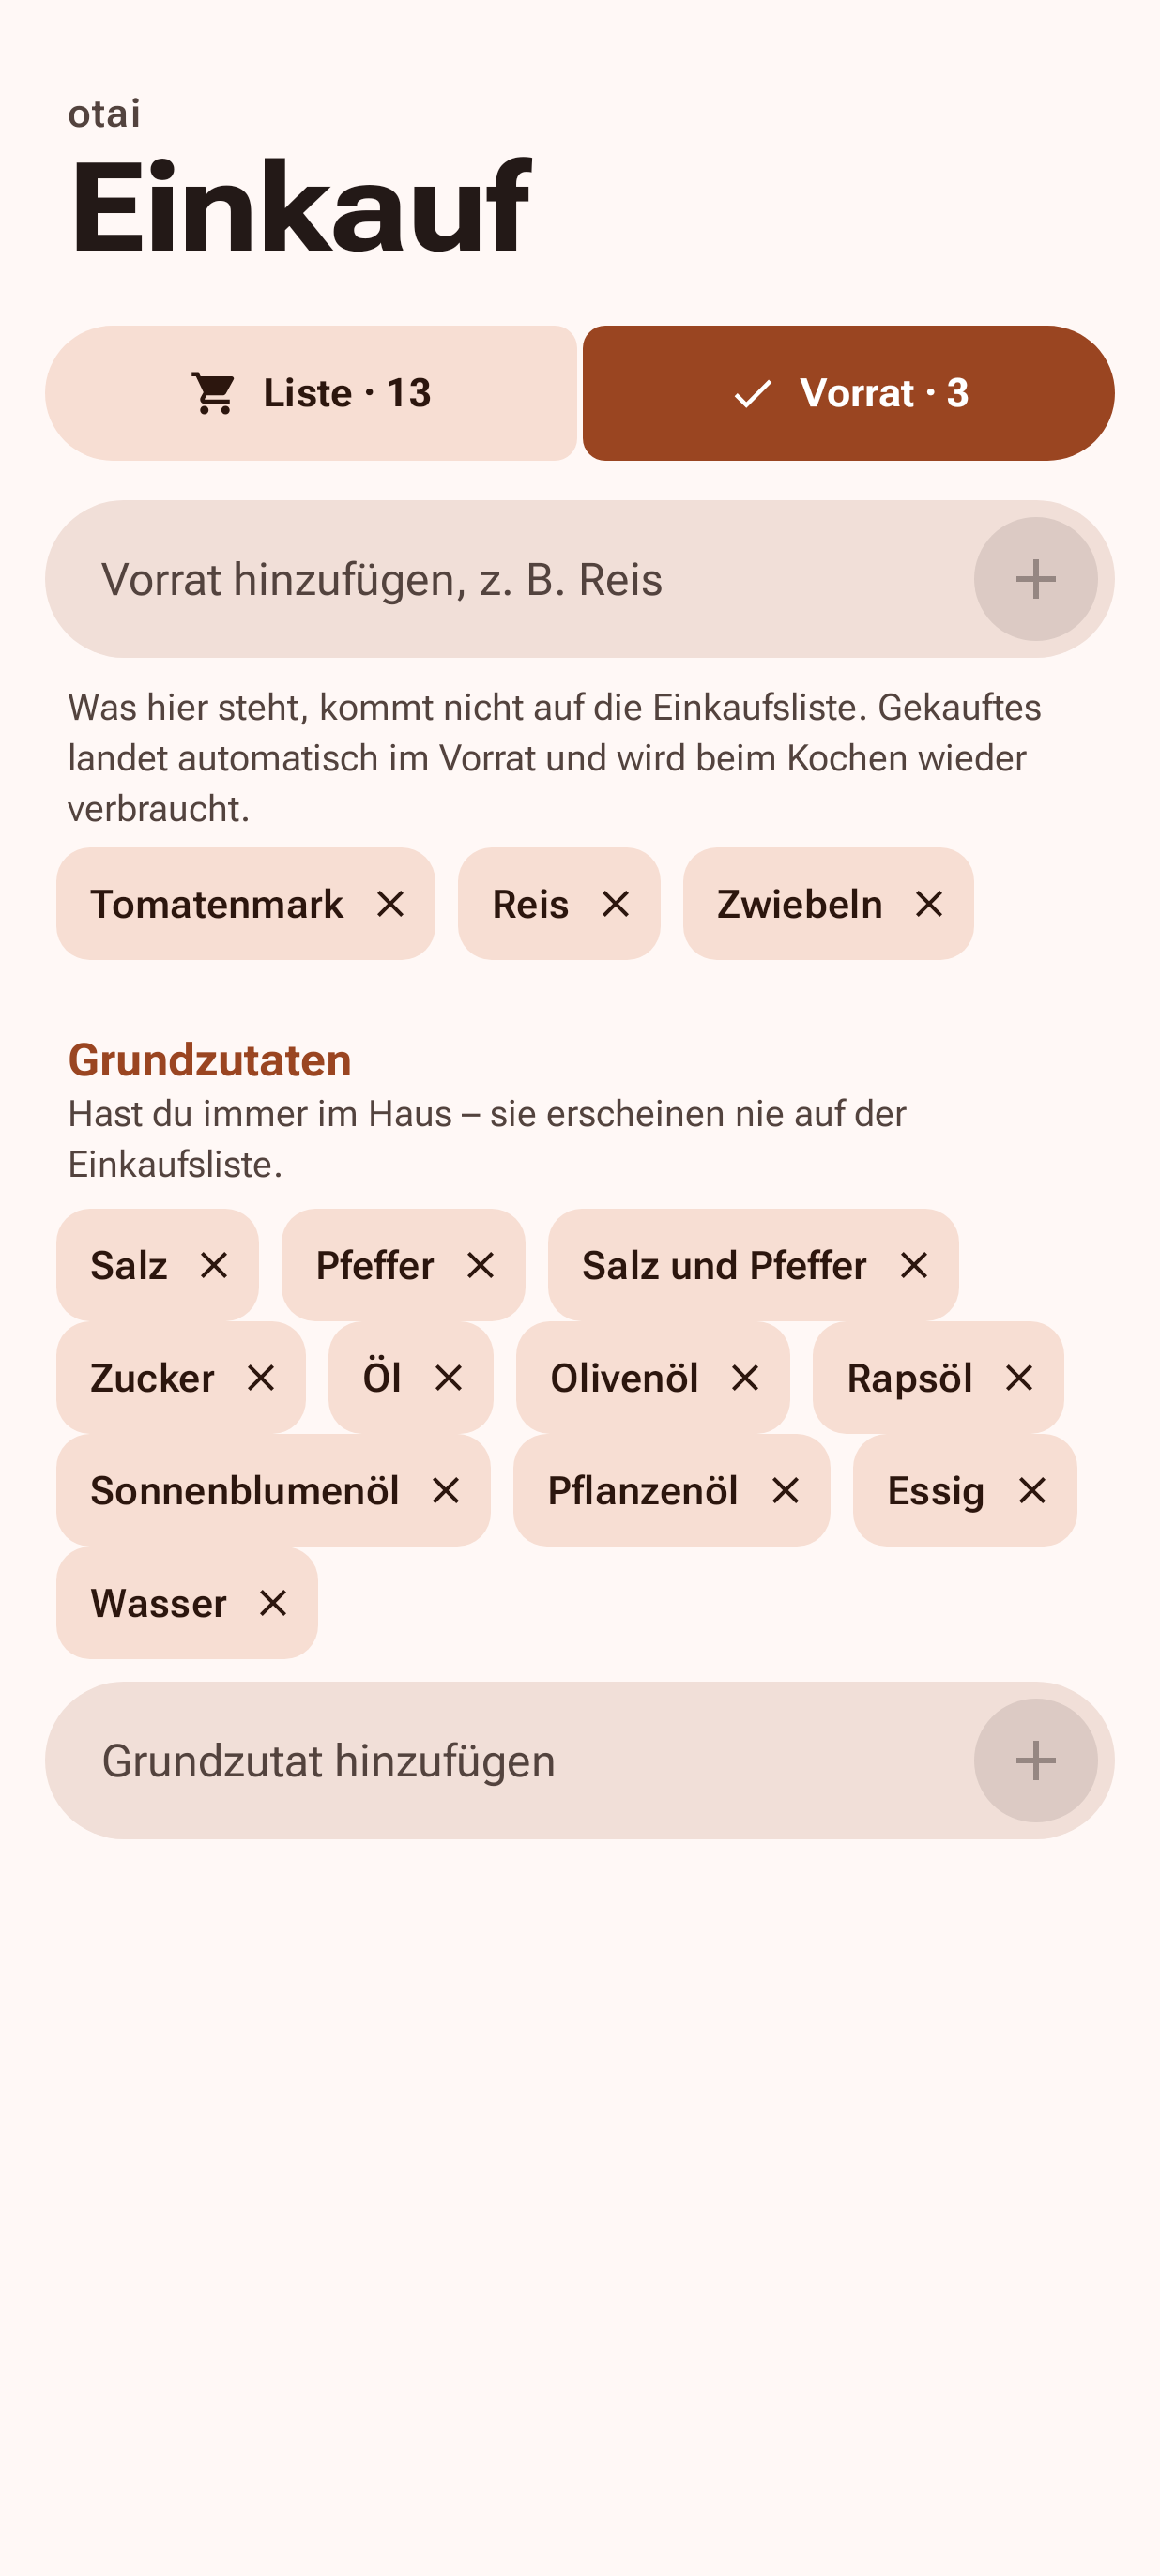 otai
Einkauf
Liste · 13
Vorrat · 3
Vorrat hinzufügen, z. B. Reis
Was hier steht, kommt nicht auf die Einkaufsliste. Gekauftes
landet automatisch im Vorrat und wird beim Kochen wieder
verbraucht.
Tomatenmark
Reis
Zwiebeln
Grundzutaten
Hast du immer im Haus – sie erscheinen nie auf der
Einkaufsliste.
Salz
Pfeffer
Salz und Pfeffer
Zucker
Öl
Olivenöl
Rapsöl
Sonnenblumenöl
Pflanzenöl
Essig
Wasser
Grundzutat hinzufügen